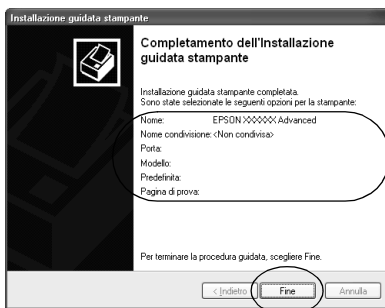 Installazione guidata stampante
Completamento dell'Installazione
guidata stampante
Installazione guidata stampante completata.
Sono state selezionate le seguenti opzioni per la stampante:
Nome: EPSON XXXXXX Advanced
Nome condivisione: <Non condivisa>
Porta:
Modello:
Predefinita:
Pagina di prova:
Per terminare la procedura guidata, scegliere Fine.
< Indietro Fine Annulla